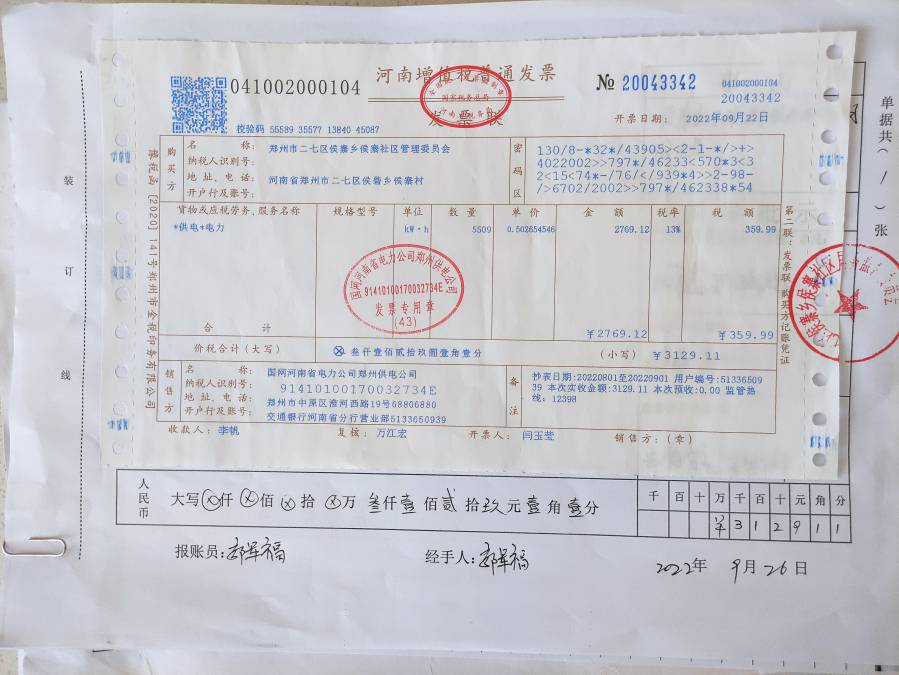 河南增值税普通发票
发票联
041002000104
№ 20043342
041002000104
20043342
校验码 55589 35577 13840 45087
开票日期： 2022年09月22日
单据共（ / ）张
装订线
购买方
名 称： 郑州市二七区侯寨乡侯寨社区管理委员会
纳税人识别号：
地 址、电 话： 河南省郑州市二七区侯砦乡侯寨村
开户行及账号：
密码区
130/8-*32*/43905><2-1-*/>+>
4022002>>797*/46233<570*3<3
2<15<74*-/76/</939*4>>2-98-
/>6702/2002>>797*/462338*54
货物或应税劳务、服务名称 规格型号 单位 数 量 单 价 金 额 税率 税 额
*供电*电力 kW·h 5509 0.502654546 2769.12 13% 359.99
国网河南省电力公司郑州供电公司
91410100170032734E
发票专用章
(43)
合 计 ￥2769.12 ￥359.99
价税合计（大写） ⊗ 叁仟壹佰贰拾玖圆壹角壹分 （小写） ￥3129.11
销售方
名 称： 国网河南省电力公司郑州供电公司
纳税人识别号： 91410100170032734E
地 址、电 话： 郑州市中原区淮河西路19号68806880
开户行及账号： 交通银行河南省分行营业部5133650939
备注
抄表日期:20220801至20220901 用户编号:51336509
39 本次实收金额:3129.11 本次预收:0.00 监管热
线：12398
收款人： 李帆 复核： 万江宏 开票人： 闫玉莹 销售方：（章）
第二联：发票联 购买方记账凭证
人民币
大写ⓧ仟ⓧ佰ⓧ拾ⓧ万 叁仟壹佰贰拾玖元壹角壹分
千 百 十 万 千 百 十 元 角 分
￥ 3 1 2 9 1 1
报账员： 经手人：
2022年 9月26日